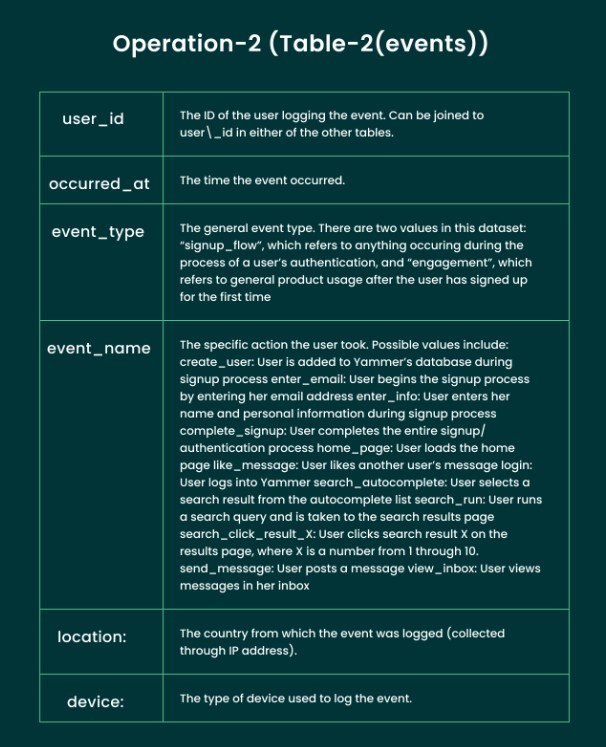 Operation-2 (Table-2(events))
user_id
The ID of the user logging the event. Can be joined to
user\_id in either of the other tables.
occurred_at
The time the event occurred.
event_type
The general event type. There are two values in this dataset:
“signup_flow”, which refers to anything occuring during the
process of a user’s authentication, and “engagement”, which
refers to general product usage after the user has signed up
for the first time
event_name
The specific action the user took. Possible values include:
create_user: User is added to Yammer’s database during
signup process enter_email: User begins the signup process
by entering her email address enter_info: User enters her
name and personal information during signup process
complete_signup: User completes the entire signup/
authentication process home_page: User loads the home
page like_message: User likes another user’s message login:
User logs into Yammer search_autocomplete: User selects a
search result from the autocomplete list search_run: User runs
a search query and is taken to the search results page
search_click_result_X: User clicks search result X on the
results page, where X is a number from 1 through 10.
send_message: User posts a message view_inbox: User views
messages in her inbox
location:
The country from which the event was logged (collected
through IP address).
device:
The type of device used to log the event.